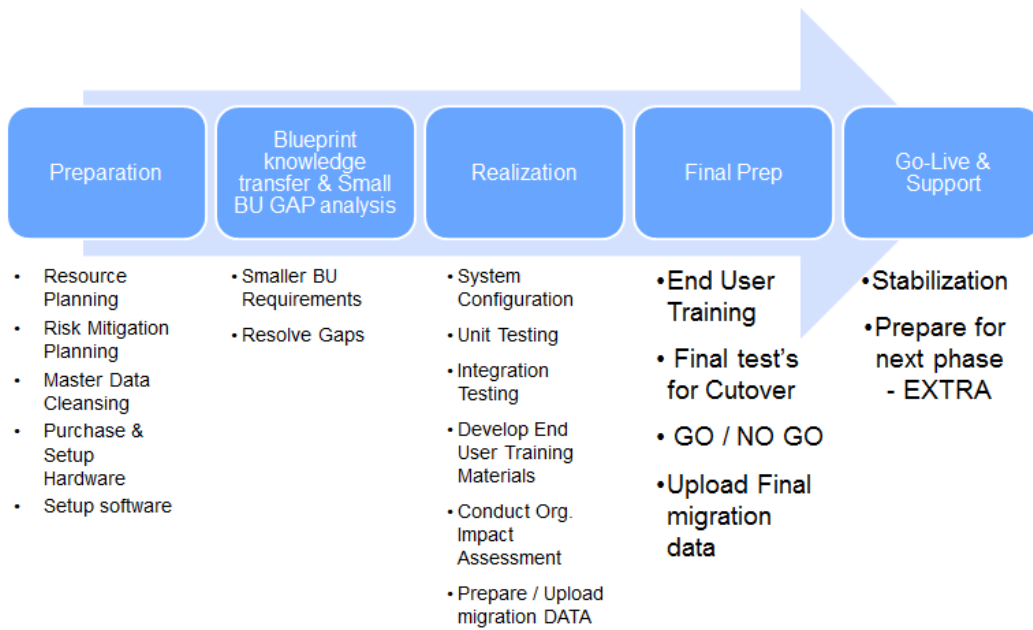 Preparation
Blueprint
knowledge
transfer & Small
BU GAP analysis
Realization
Final Prep
Go-Live &
Support
• Resource
Planning
• Risk Mitigation
Planning
• Master Data
Cleansing
• Purchase &
Setup
Hardware
• Setup software
• Smaller BU
Requirements
• Resolve Gaps
• System
Configuration
• Unit Testing
• Integration
Testing
• Develop End
User Training
Materials
• Conduct Org.
Impact
Assessment
• Prepare / Upload
migration DATA
•End User
Training
• Final test's
for Cutover
• GO / NO GO
•Upload Final
migration
data
•Stabilization
•Prepare for
next phase
- EXTRA